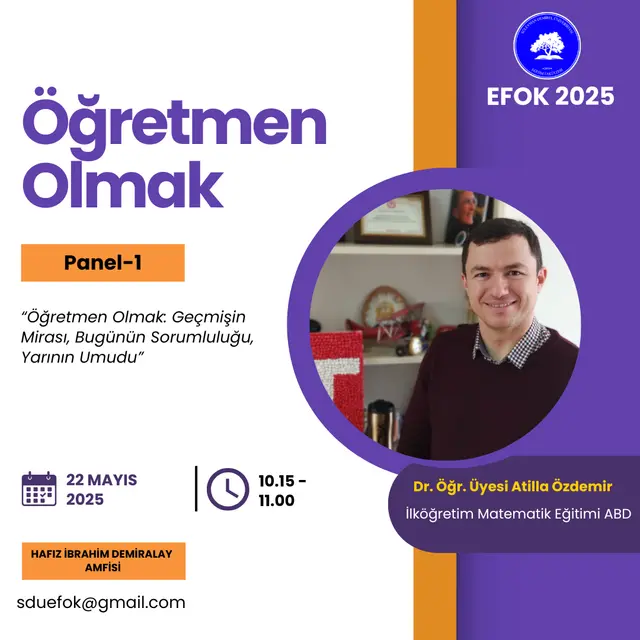 EFOK 2025
Öğretmen
Olmak
Panel-1
“Öğretmen Olmak: Geçmişin
Mirası, Bugünün Sorumluluğu,
Yarının Umudu”
22 MAYIS
2025
10.15 -
11.00
Dr. Öğr. Üyesi Atilla Özdemir
İlköğretim Matematik Eğitimi ABD
HAFIZ İBRAHİM DEMİRALAY
AMFİSİ
sduefok@gmail.com